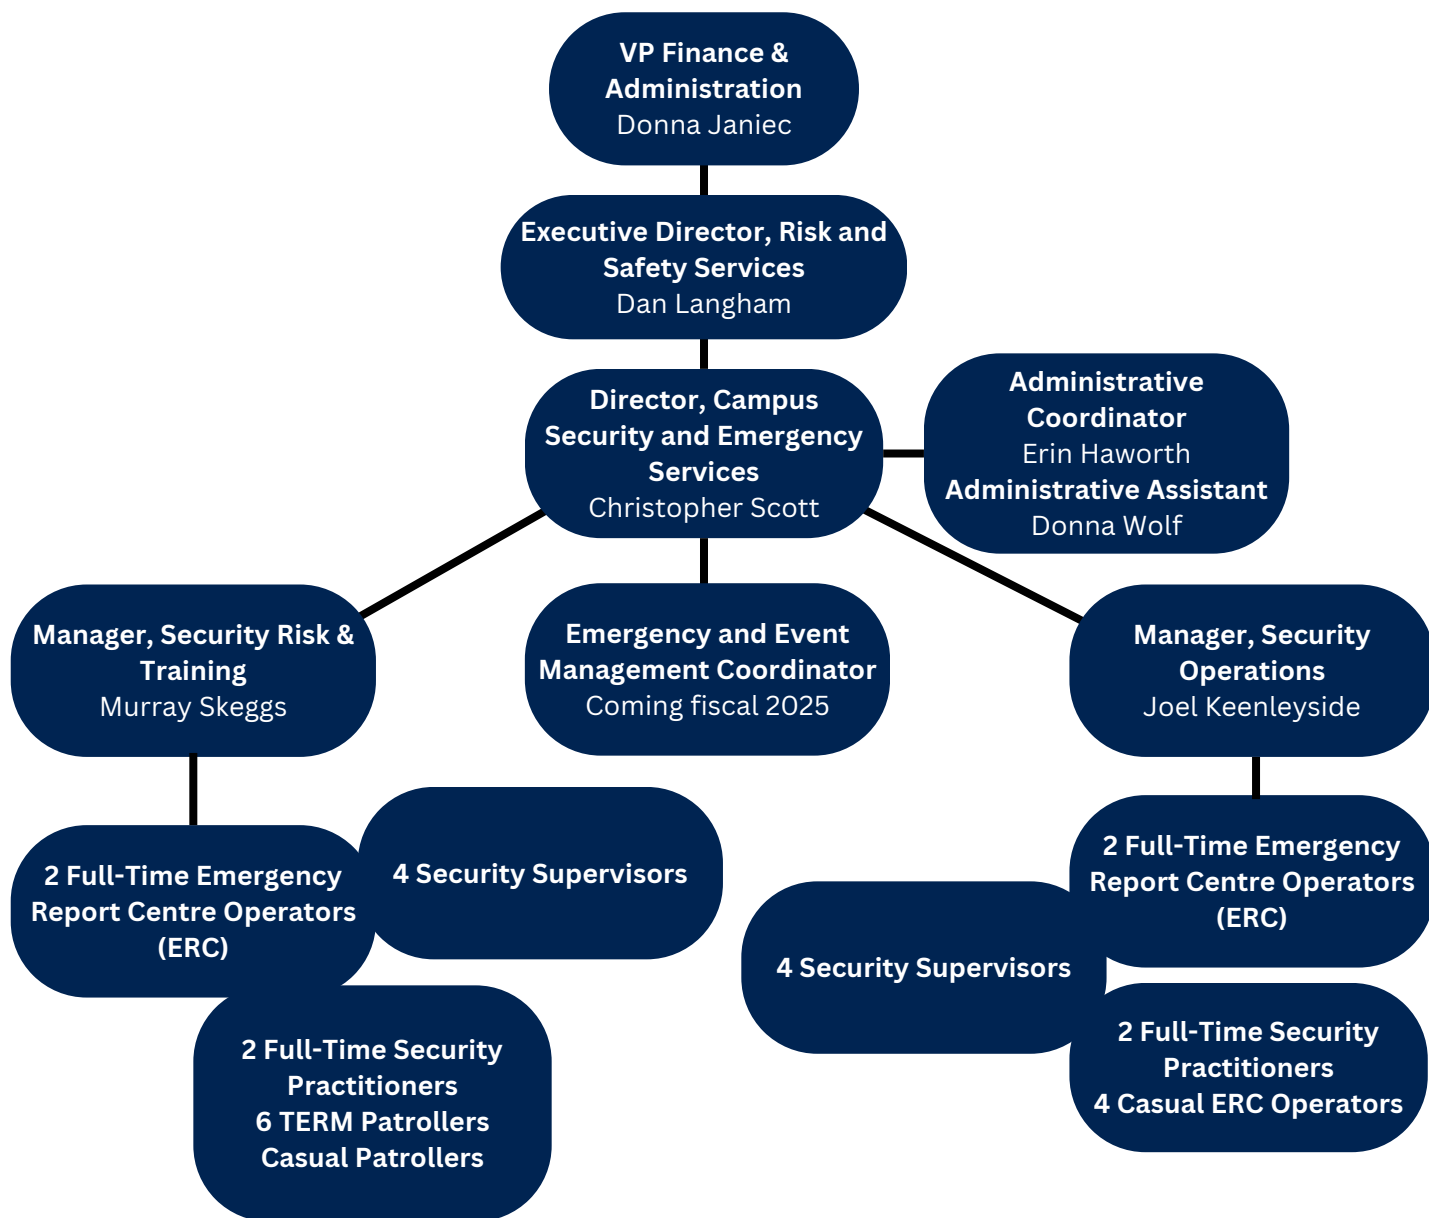 VP Finance &
Administration
Donna Janiec
Executive Director, Risk and
Safety Services
Dan Langham
Director, Campus
Security and Emergency
Services
Christopher Scott
Administrative
Coordinator
Erin Haworth
Administrative Assistant
Donna Wolf
Manager, Security Risk &
Training
Murray Skeggs
Emergency and Event
Management Coordinator
Coming fiscal 2025
Manager, Security
Operations
Joel Keenleyside
2 Full-Time Emergency
Report Centre Operators
(ERC)
4 Security Supervisors
2 Full-Time Security
Practitioners
6 TERM Patrollers
Casual Patrollers
4 Security Supervisors
2 Full-Time Emergency
Report Centre Operators
(ERC)
2 Full-Time Security
Practitioners
4 Casual ERC Operators